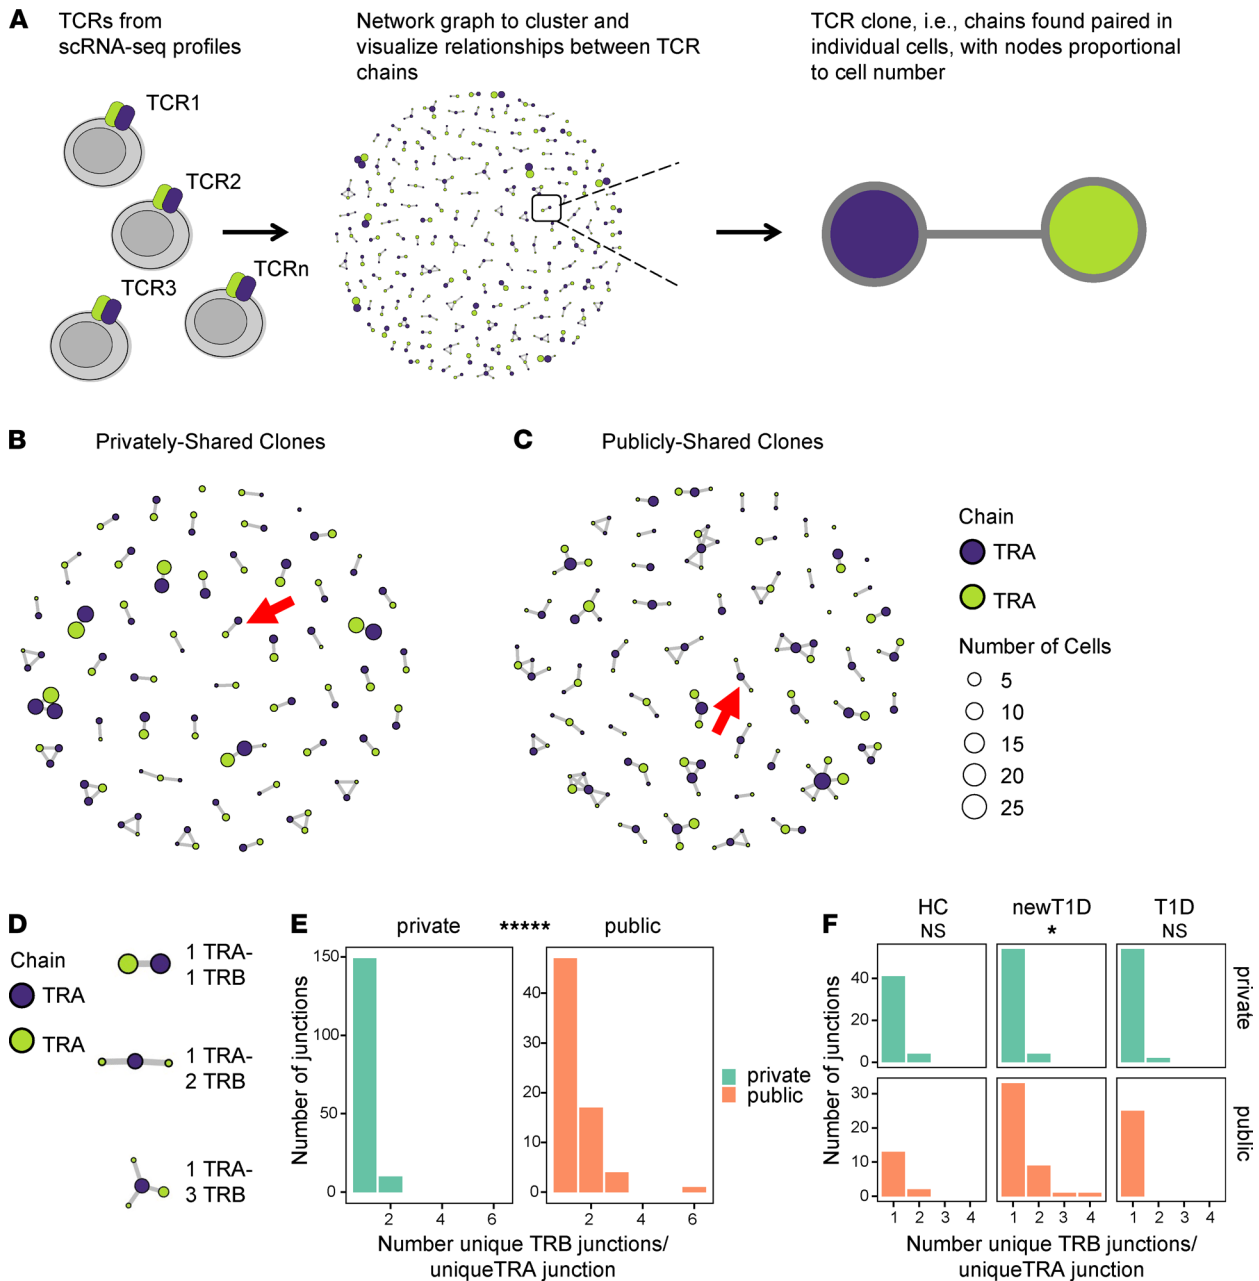 A
TCRs from
scRNA-seq profiles
Network graph to cluster and
visualize relationships between TCR
chains
TCR clone, i.e., chains found paired in
individual cells, with nodes proportional
to cell number
TCR1
TCR2
TCR3
TCRn
B
Privately-Shared Clones
C
Publicly-Shared Clones
Chain
TRA
TRA
Number of Cells
5
10
15
20
25
D
Chain
TRA
TRA
1 TRA-
1 TRB
1 TRA-
2 TRB
1 TRA-
3 TRB
E
private
*****
public
Number of junctions
150
100
50
0
40
30
20
10
0
2
4
6
2
4
6
Number unique TRB junctions/
uniqueTRA junction
private
public
F
HC
NS
newT1D
*
T1D
NS
Number of junctions
40
20
0
30
20
10
0
private
public
1
2
3
4
1
2
3
4
1
2
3
4
Number unique TRB junctions/
uniqueTRA junction